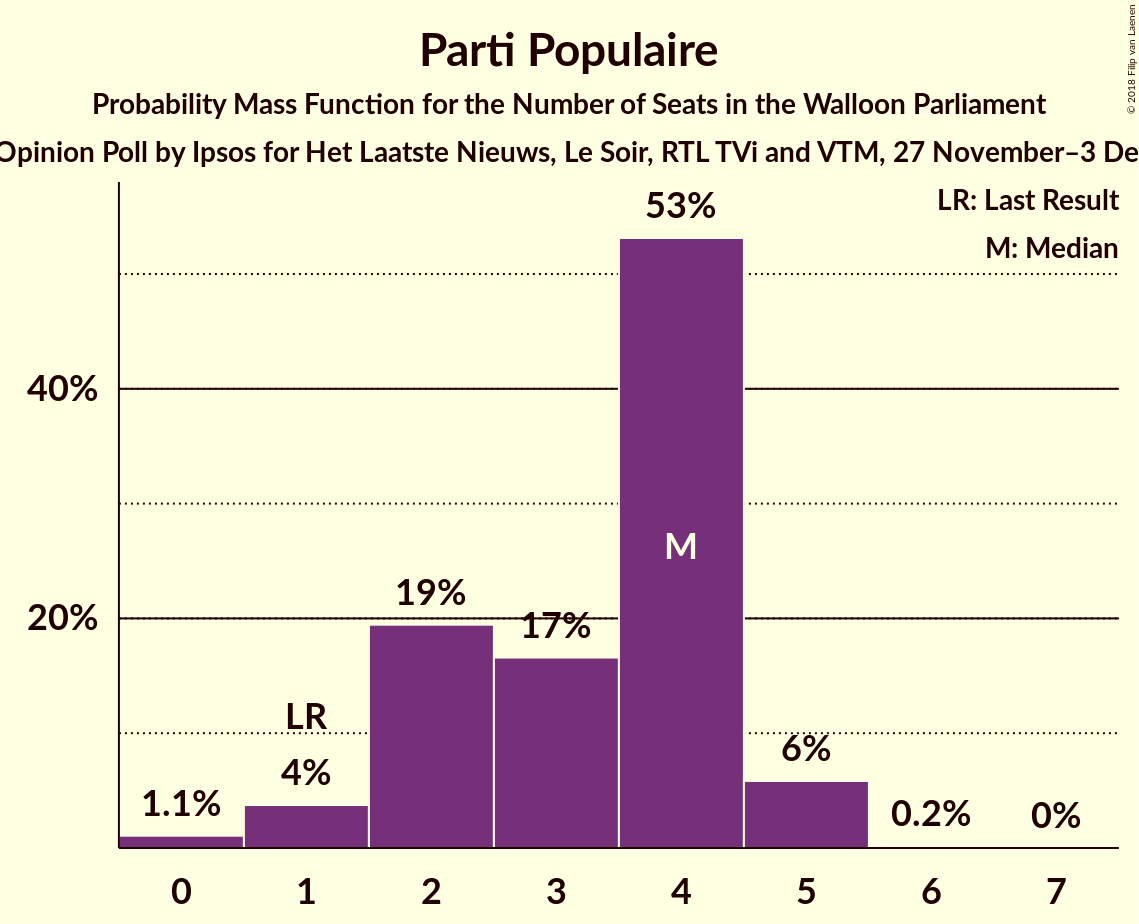 Parti Populaire
Probability Mass Function for the Number of Seats in the Walloon Parliament
Opinion Poll by Ipsos for Het Laatste Nieuws, Le Soir, RTL TVi and VTM, 27 November–3 De
© 2018 Filip van Laenen
LR: Last Result
M: Median
53%
40%
M
19%
20%
17%
LR
4%
6%
1.1%
0.2%
0%
0 1 2 3 4 5 6 7